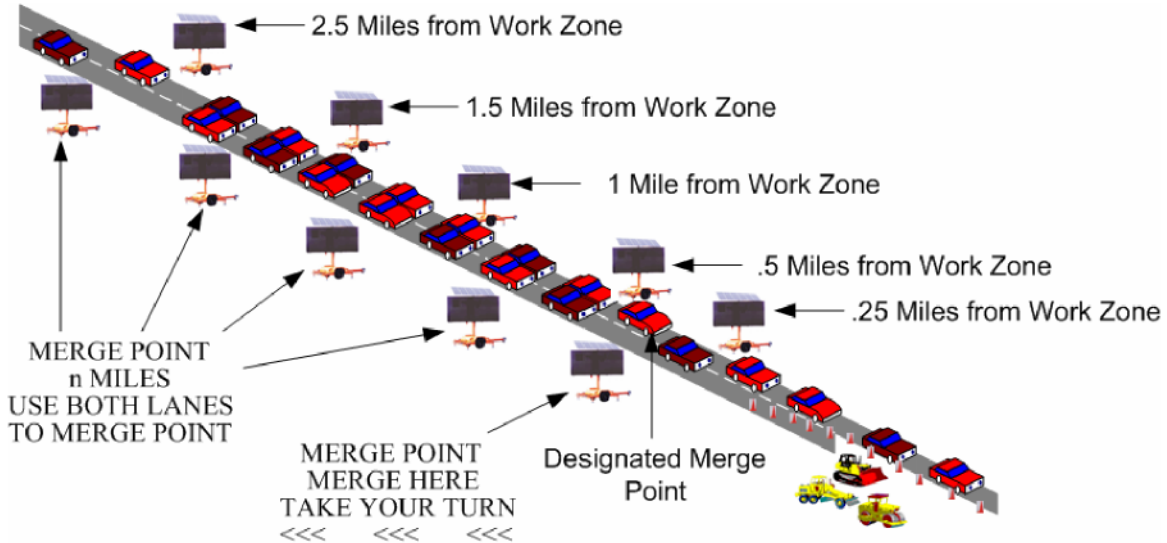 2.5 Miles from Work Zone
1.5 Miles from Work Zone
1 Mile from Work Zone
.5 Miles from Work Zone
.25 Miles from Work Zone
MERGE POINT
n MILES
USE BOTH LANES
TO MERGE POINT
MERGE POINT
MERGE HERE
TAKE YOUR TURN
<<< <<< <<<
Designated Merge
Point